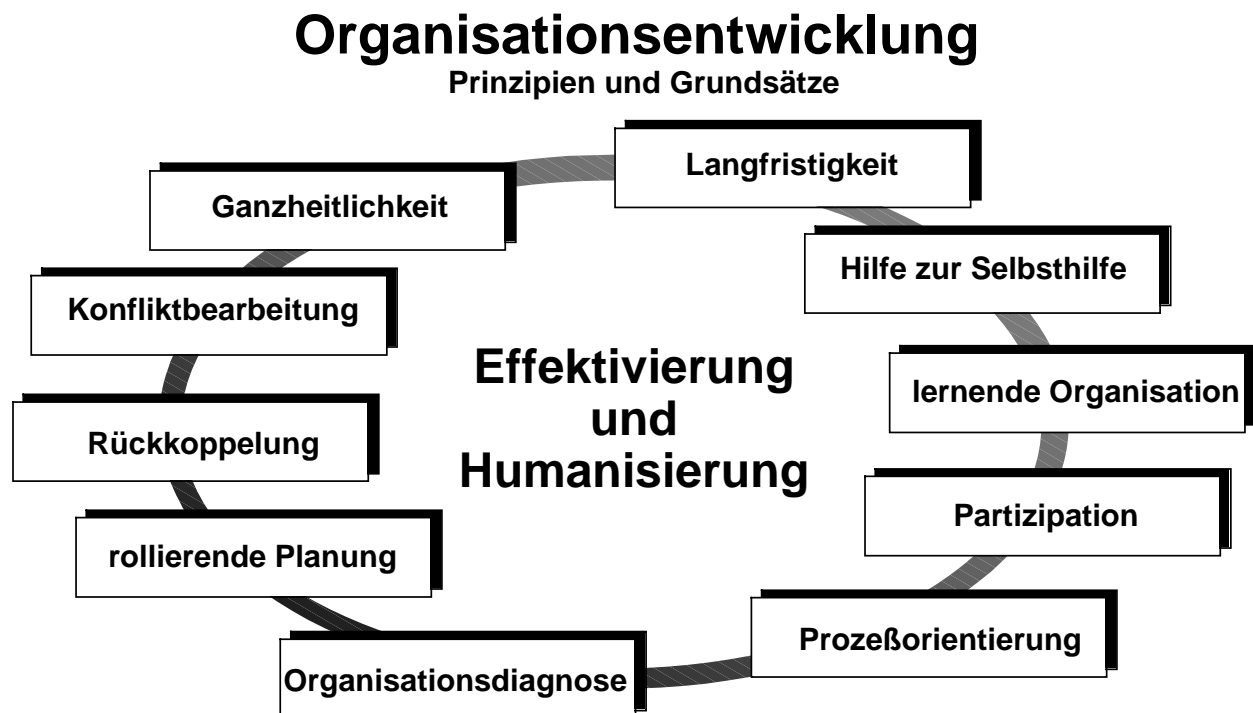 Organisationsentwicklung
Prinzipien und Grundsätze
Langfristigkeit
Ganzheitlichkeit
Hilfe zur Selbsthilfe
Konfliktbearbeitung
Effektivierung
und
Humanisierung
lernende Organisation
Rückkoppelung
Partizipation
rollierende Planung
Prozeßorientierung
Organisationsdiagnose